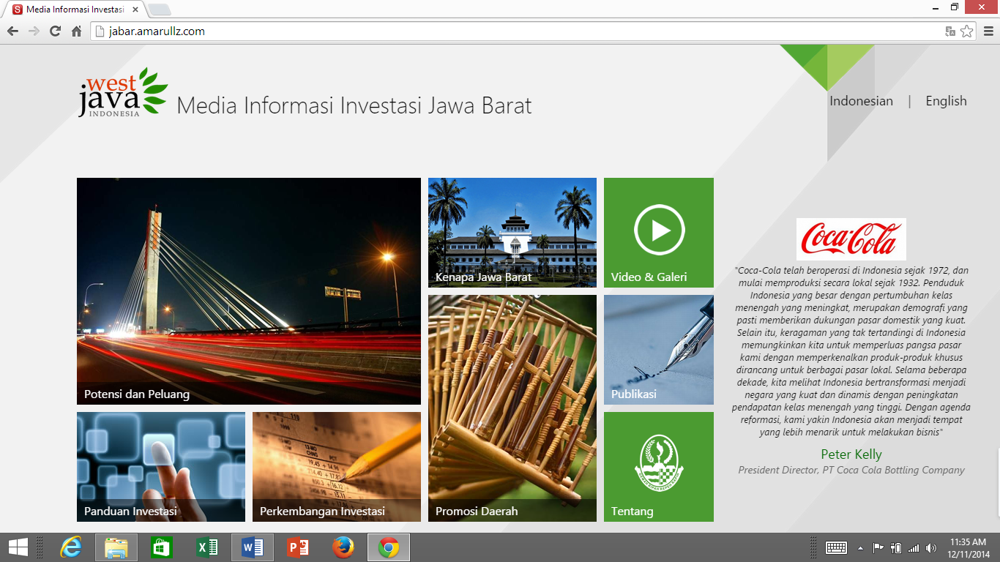 Media Informasi Investasi
jabar.amarullz.com
west
java
INDONESIA
Media Informasi Investasi Jawa Barat
Indonesian | English
Potensi dan Peluang
Kenapa Jawa Barat
Video & Galeri
Publikasi
Panduan Investasi
Perkembangan Investasi
Promosi Daerah
Tentang
Coca-Cola
"Coca-Cola telah beroperasi di Indonesia sejak 1972, dan
mulai memproduksi secara lokal sejak 1932. Penduduk
Indonesia yang besar dengan pertumbuhan kelas
menengah yang meningkat, merupakan demografi yang
pasti memberikan dukungan pasar domestik yang kuat.
Selain itu, keragaman yang tak tertandingi di Indonesia
memungkinkan kita untuk memperluas pangsa pasar
kami dengan memperkenalkan produk-produk khusus
dirancang untuk berbagai pasar lokal. Selama beberapa
dekade, kita melihat Indonesia bertransformasi menjadi
negara yang kuat dan dinamis dengan peningkatan
pendapatan kelas menengah yang tinggi. Dengan agenda
reformasi, kami yakin Indonesia akan menjadi tempat
yang lebih menarik untuk melakukan bisnis"
Peter Kelly
President Director, PT Coca Cola Bottling Company
11:35 AM
12/11/2014